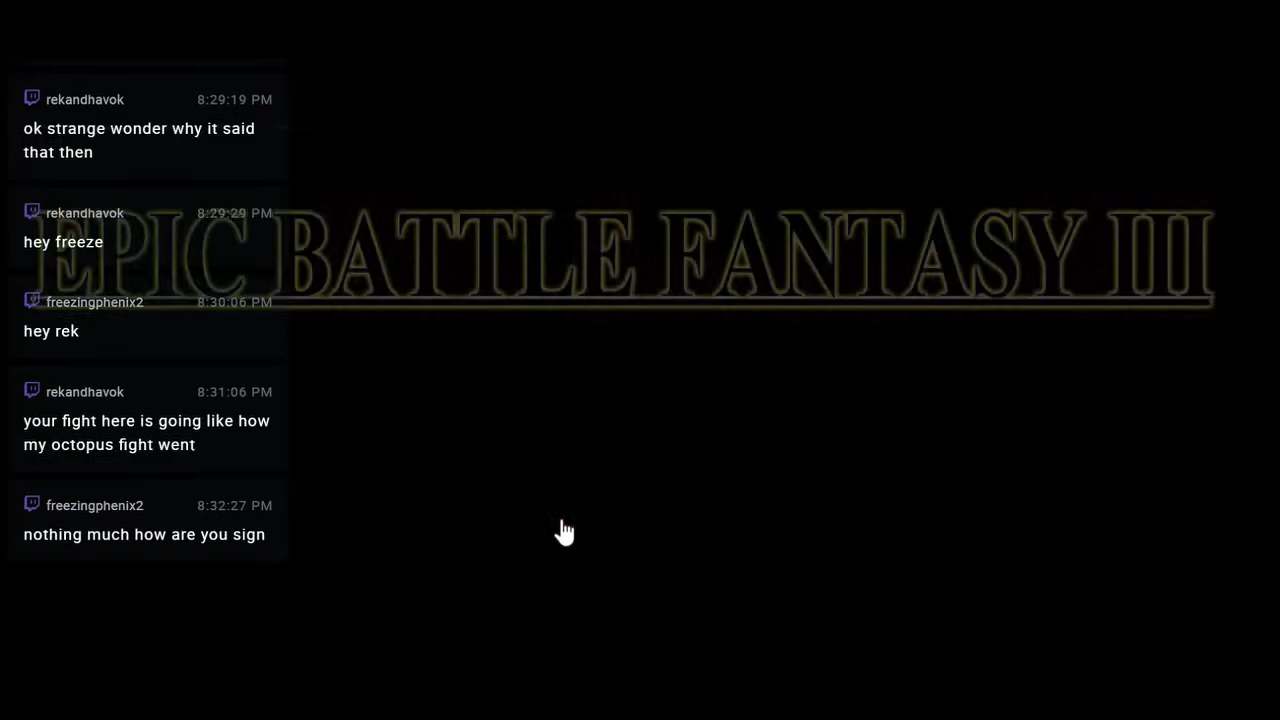 rekandhavok 8:29:19 PM
ok strange wonder why it said
that then
rekandhavok 8:29:29 PM
hey freeze
EPIC BATTLE FANTASY III
freezingphenix2 8:30:06 PM
hey rek
rekandhavok 8:31:06 PM
your fight here is going like how
my octopus fight went
freezingphenix2 8:32:27 PM
nothing much how are you sign